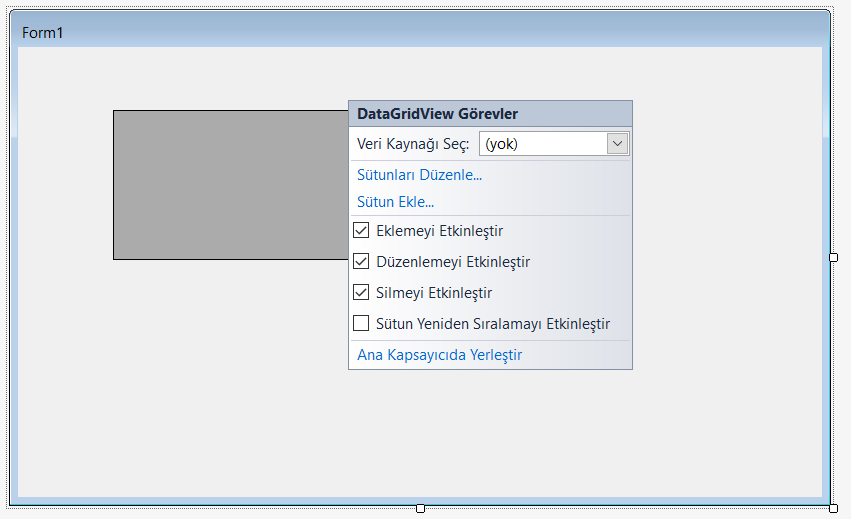 Form1
DataGridView Görevler
Veri Kaynağı Seç: (yok)
Sütunları Düzenle...
Sütun Ekle...
Eklemeyi Etkinleştir
Düzenlemeyi Etkinleştir
Silmeyi Etkinleştir
Sütun Yeniden Sıralamayı Etkinleştir
Ana Kapsayıcıda Yerleştir